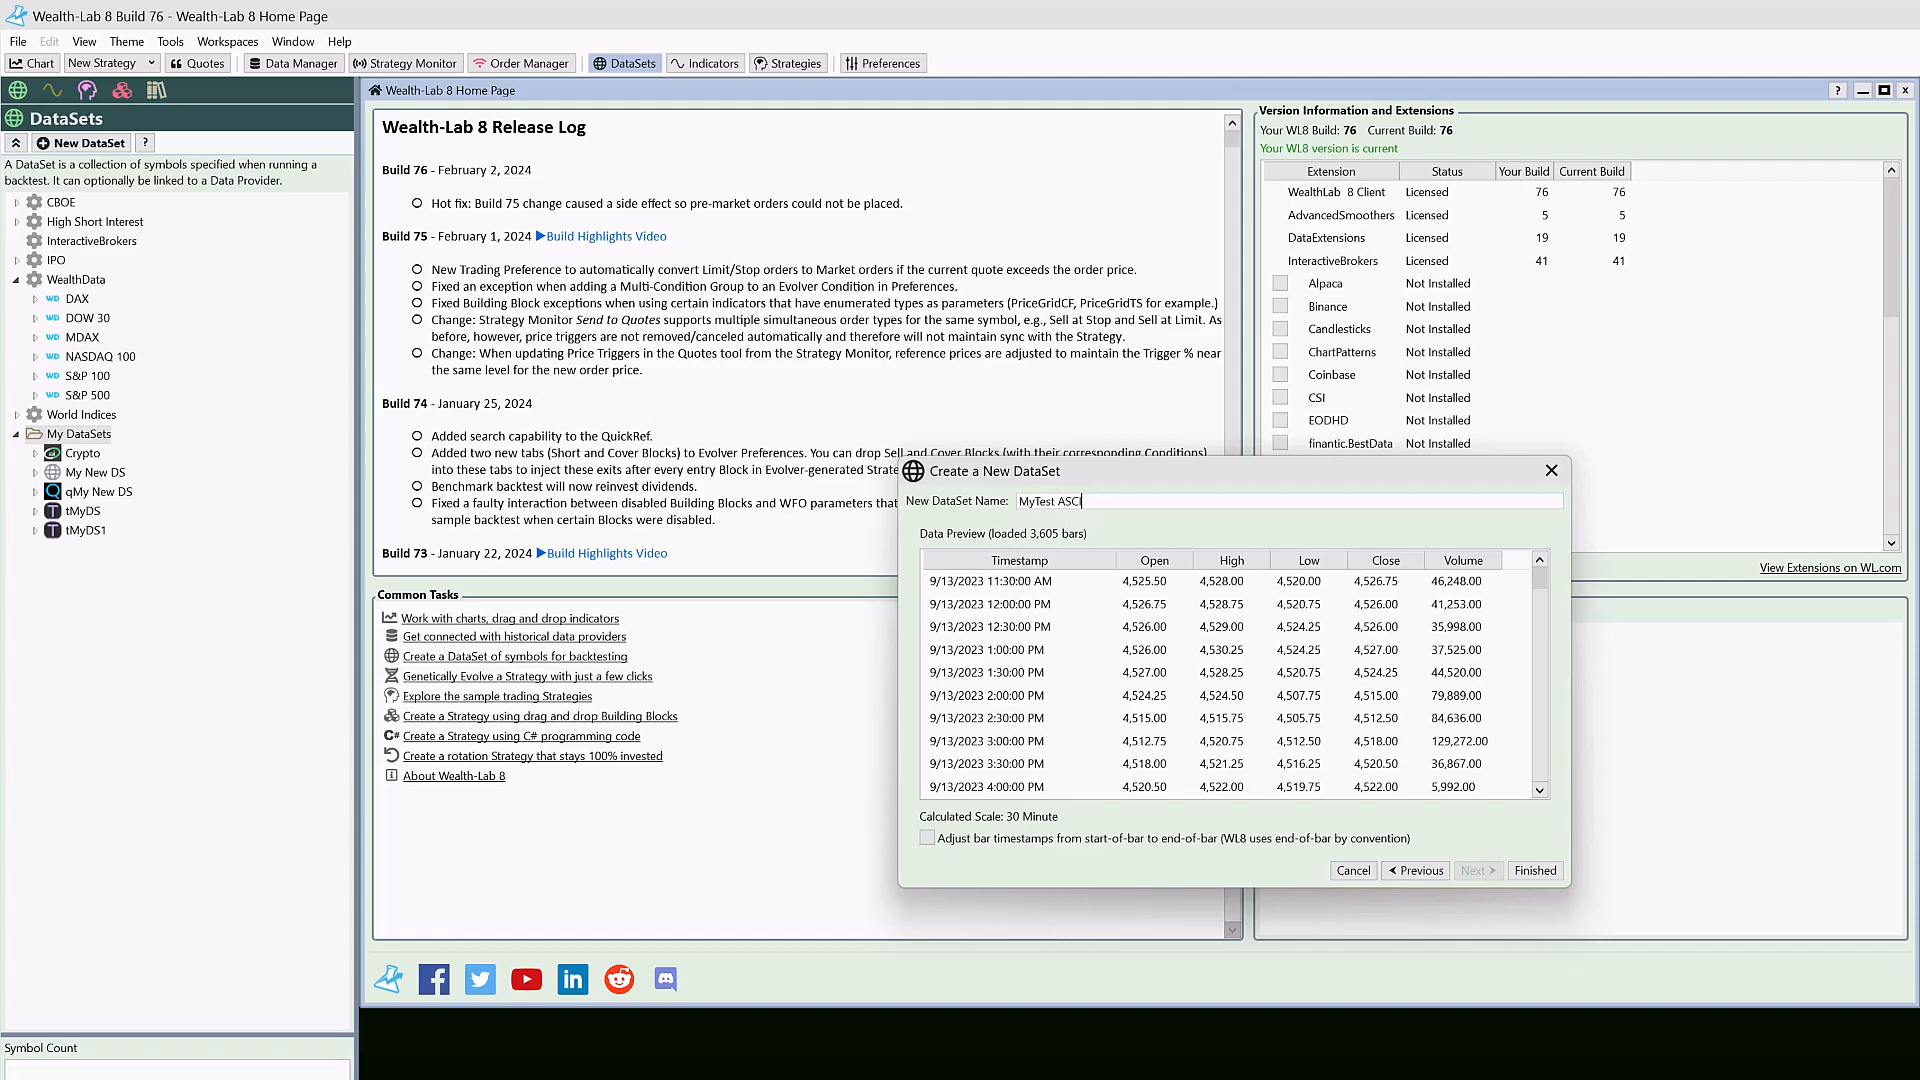 Wealth-Lab 8 Build 76 - Wealth-Lab 8 Home Page
File Edit View Theme Tools Workspaces Window Help
Chart New Strategy Quotes Data Manager Strategy Monitor Order Manager DataSets Indicators Strategies Preferences
DataSets
New DataSet ?
A DataSet is a collection of symbols specified when running a
backtest. It can optionally be linked to a Data Provider.
CBOE
High Short Interest
InteractiveBrokers
IPO
WealthData
WD DAX
WD DOW 30
WD MDAX
WD NASDAQ 100
WD S&P 100
WD S&P 500
World Indices
My DataSets
Crypto
My New DS
qMy New DS
tMyDS
tMyDS1
Symbol Count
Wealth-Lab 8 Home Page
? x
Wealth-Lab 8 Release Log
Build 76 - February 2, 2024
Hot fix: Build 75 change caused a side effect so pre-market orders could not be placed.
Build 75 - February 1, 2024 Build Highlights Video
New Trading Preference to automatically convert Limit/Stop orders to Market orders if the current quote exceeds the order price.
Fixed an exception when adding a Multi-Condition Group to an Evolver Condition in Preferences.
Fixed Building Block exceptions when using certain indicators that have enumerated types as parameters (PriceGridCF, PriceGridTS for example.)
Change: Strategy Monitor Send to Quotes supports multiple simultaneous order types for the same symbol, e.g., Sell at Stop and Sell at Limit. As
before, however, price triggers are not removed/canceled automatically and therefore will not maintain sync with the Strategy.
Change: When updating Price Triggers in the Quotes tool from the Strategy Monitor, reference prices are adjusted to maintain the Trigger % near
the same level for the new order price.
Build 74 - January 25, 2024
Added search capability to the QuickRef.
Added two new tabs (Short and Cover Blocks) to Evolver Preferences. You can drop Sell and Cover Blocks (with their corresponding Conditions)
into these tabs to inject these exits after every entry Block in Evolver-generated Strate
Benchmark backtest will now reinvest dividends.
Fixed a faulty interaction between disabled Building Blocks and WFO parameters that
sample backtest when certain Blocks were disabled.
Build 73 - January 22, 2024 Build Highlights Video
Common Tasks
Work with charts, drag and drop indicators
Get connected with historical data providers
Create a DataSet of symbols for backtesting
Genetically Evolve a Strategy with just a few clicks
Explore the sample trading Strategies
Create a Strategy using drag and drop Building Blocks
C# Create a Strategy using C# programming code
Create a rotation Strategy that stays 100% invested
About Wealth-Lab 8
Version Information and Extensions
Your WL8 Build: 76 Current Build: 76
Your WL8 version is current
Extension Status Your Build Current Build
WealthLab 8 Client Licensed 76 76
AdvancedSmoothers Licensed 5 5
DataExtensions Licensed 19 19
InteractiveBrokers Licensed 41 41
Alpaca Not Installed
Binance Not Installed
Candlesticks Not Installed
ChartPatterns Not Installed
Coinbase Not Installed
CSI Not Installed
EODHD Not Installed
finantic.BestData Not Installed
View Extensions on WL.com
Create a New DataSet
New DataSet Name: MyTest ASCI
Data Preview (loaded 3,605 bars)
Timestamp Open High Low Close Volume
9/13/2023 11:30:00 AM 4,525.50 4,528.00 4,520.00 4,526.75 46,248.00
9/13/2023 12:00:00 PM 4,526.75 4,528.75 4,520.75 4,526.00 41,253.00
9/13/2023 12:30:00 PM 4,526.00 4,529.00 4,524.25 4,526.00 35,998.00
9/13/2023 1:00:00 PM 4,526.00 4,530.25 4,524.25 4,527.00 37,525.00
9/13/2023 1:30:00 PM 4,527.00 4,528.25 4,520.75 4,524.25 44,520.00
9/13/2023 2:00:00 PM 4,524.25 4,524.50 4,507.75 4,515.00 79,889.00
9/13/2023 2:30:00 PM 4,515.00 4,515.75 4,505.75 4,512.50 84,636.00
9/13/2023 3:00:00 PM 4,512.75 4,520.75 4,512.50 4,518.00 129,272.00
9/13/2023 3:30:00 PM 4,518.00 4,521.25 4,516.25 4,520.50 36,867.00
9/13/2023 4:00:00 PM 4,520.50 4,522.00 4,519.75 4,522.00 5,992.00
Calculated Scale: 30 Minute
Adjust bar timestamps from start-of-bar to end-of-bar (WL8 uses end-of-bar by convention)
Cancel Previous Next Finished